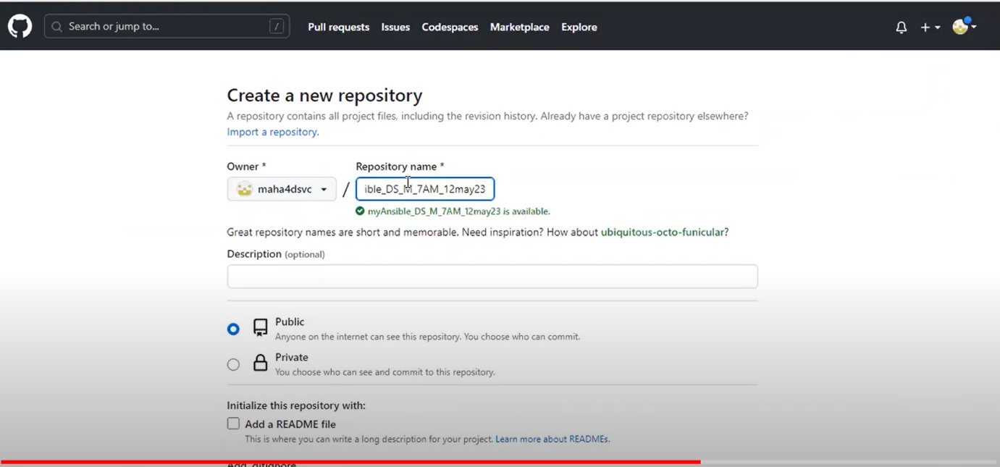 Search or jump to... /
Pull requests Issues Codespaces Marketplace Explore
Create a new repository
A repository contains all project files, including the revision history. Already have a project repository elsewhere?
Import a repository.
Owner * Repository name *
maha4dsvc / ible_DS_M_7AM_12may23
myAnsible_DS_M_7AM_12may23 is available.
Great repository names are short and memorable. Need inspiration? How about ubiquitous-octo-funicular?
Description (optional)
Public
Anyone on the internet can see this repository. You choose who can commit.
Private
You choose who can see and commit to this repository.
Initialize this repository with:
Add a README file
This is where you can write a long description for your project. Learn more about READMEs.
Add .gitignore